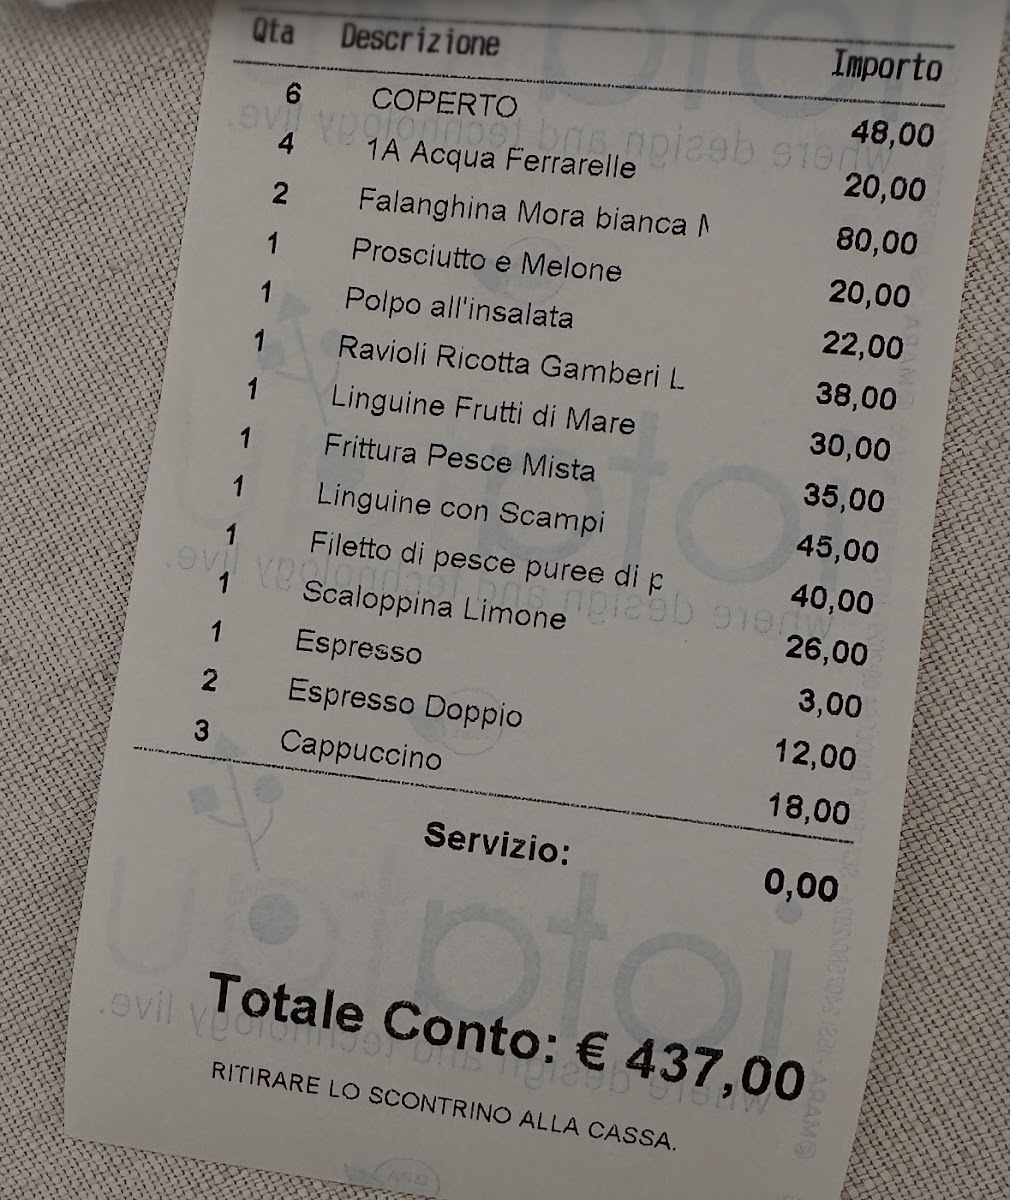 Qta Descrizione Importo
6 COPERTO 48,00
4 1A Acqua Ferrarelle 20,00
2 Falanghina Mora bianca 80,00
1 Prosciutto e Melone 20,00
1 Polpo all'insalata 22,00
1 Ravioli Ricotta Gamberi L 38,00
1 Linguine Frutti di Mare 30,00
1 Frittura Pesce Mista 35,00
1 Linguine con Scampi 45,00
1 Filetto di pesce puree di p 40,00
1 Scaloppina Limone 26,00
1 Espresso 3,00
2 Espresso Doppio 12,00
3 Cappuccino 18,00
Servizio: 0,00
Totale Conto: € 437,00
RITIRARE LO SCONTRINO ALLA CASSA.